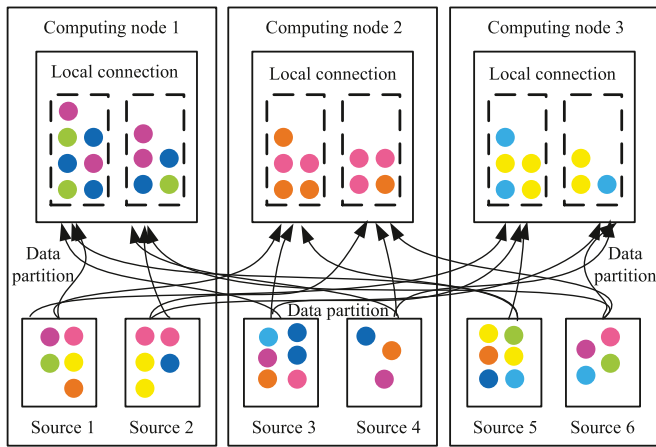 Computing node 1
Computing node 2
Computing node 3
Local connection
Local connection
Local connection
Data
partition
Data partition
Data
partition
Source 1
Source 2
Source 3
Source 4
Source 5
Source 6